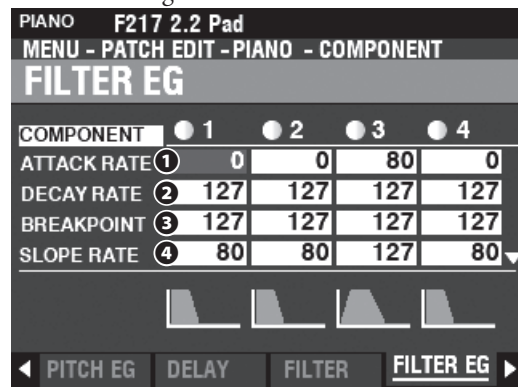 PIANO F217 2.2 Pad
MENU - PATCH EDIT - PIANO - COMPONENT
FILTER EG
COMPONENT 1 2 3 4
ATTACK RATE 1 0 0 80 0
DECAY RATE 2 127 127 127 127
BREAKPOINT 3 127 127 127 127
SLOPE RATE 4 80 80 127 80
PITCH EG DELAY FILTER FILTER EG